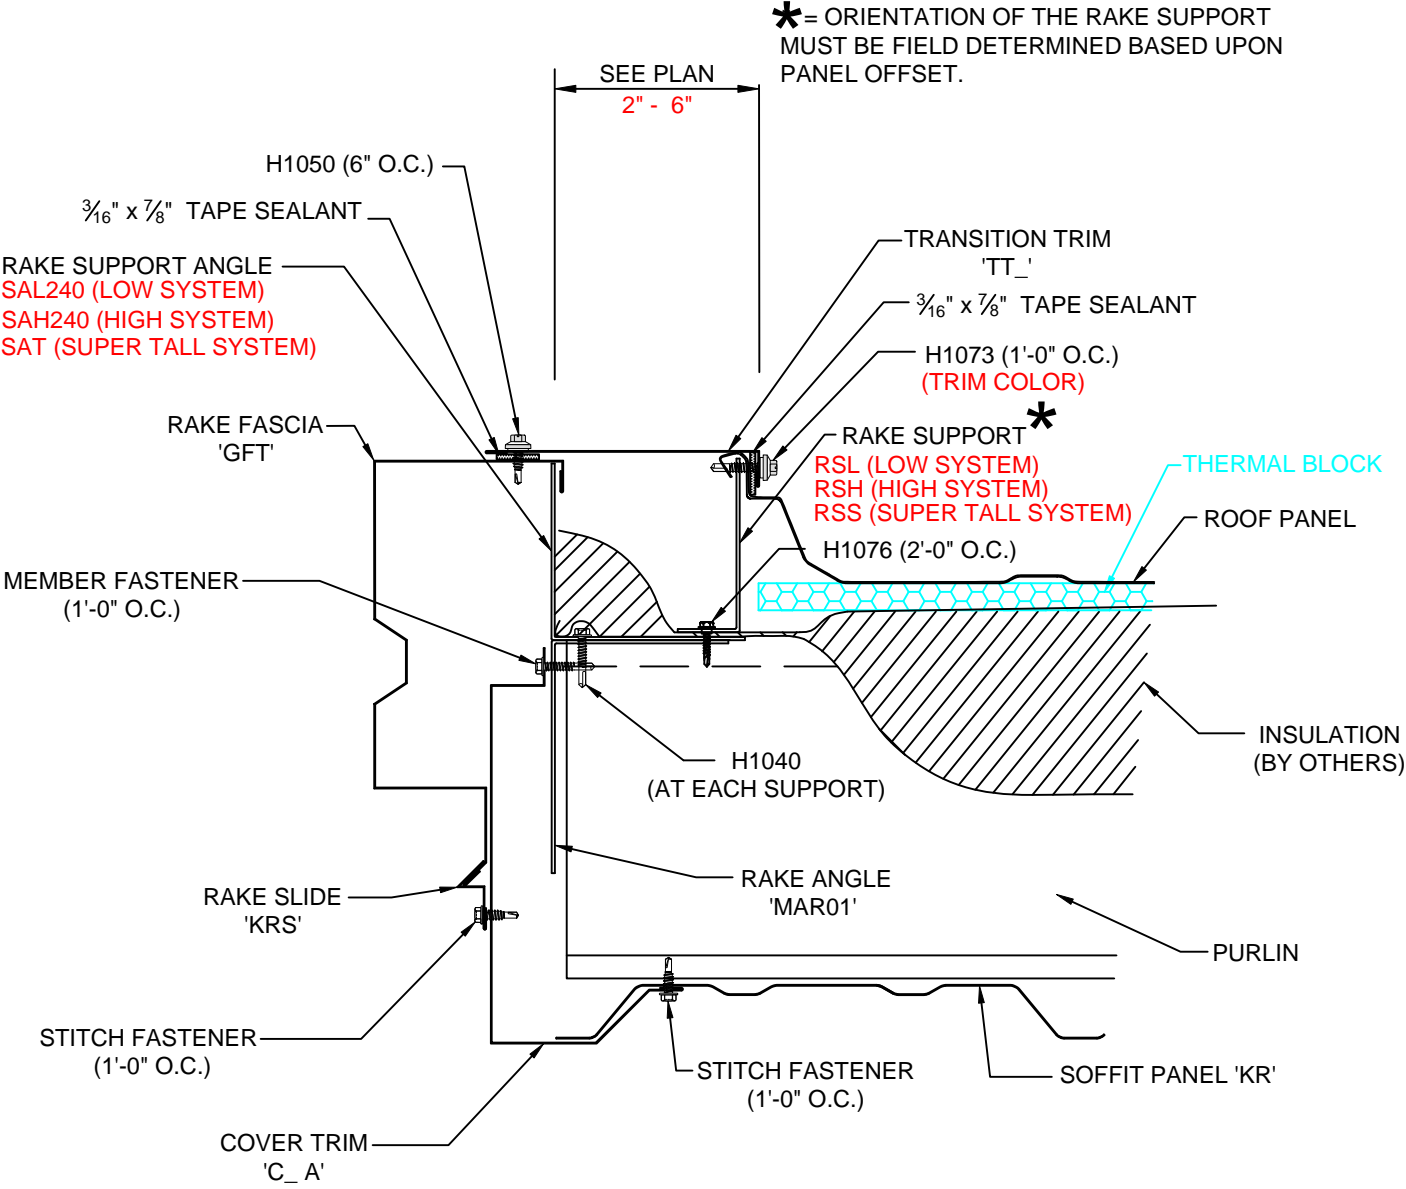 *= ORIENTATION OF THE RAKE SUPPORT
MUST BE FIELD DETERMINED BASED UPON
PANEL OFFSET.
SEE PLAN
2" - 6"
H1050 (6" O.C.)
3/16" x 7/8" TAPE SEALANT
RAKE SUPPORT ANGLE
SAL240 (LOW SYSTEM)
SAH240 (HIGH SYSTEM)
SAT (SUPER TALL SYSTEM)
TRANSITION TRIM
'TT_'
3/16" x 7/8" TAPE SEALANT
H1073 (1'-0" O.C.)
(TRIM COLOR)
RAKE FASCIA
'GFT'
RAKE SUPPORT *
RSL (LOW SYSTEM)
RSH (HIGH SYSTEM)
RSS (SUPER TALL SYSTEM)
THERMAL BLOCK
ROOF PANEL
H1076 (2'-0" O.C.)
MEMBER FASTENER
(1'-0" O.C.)
H1040
(AT EACH SUPPORT)
INSULATION
(BY OTHERS)
RAKE ANGLE
'MAR01'
RAKE SLIDE
'KRS'
PURLIN
STITCH FASTENER
(1'-0" O.C.)
STITCH FASTENER
(1'-0" O.C.)
SOFFIT PANEL 'KR'
COVER TRIM
'C_ A'